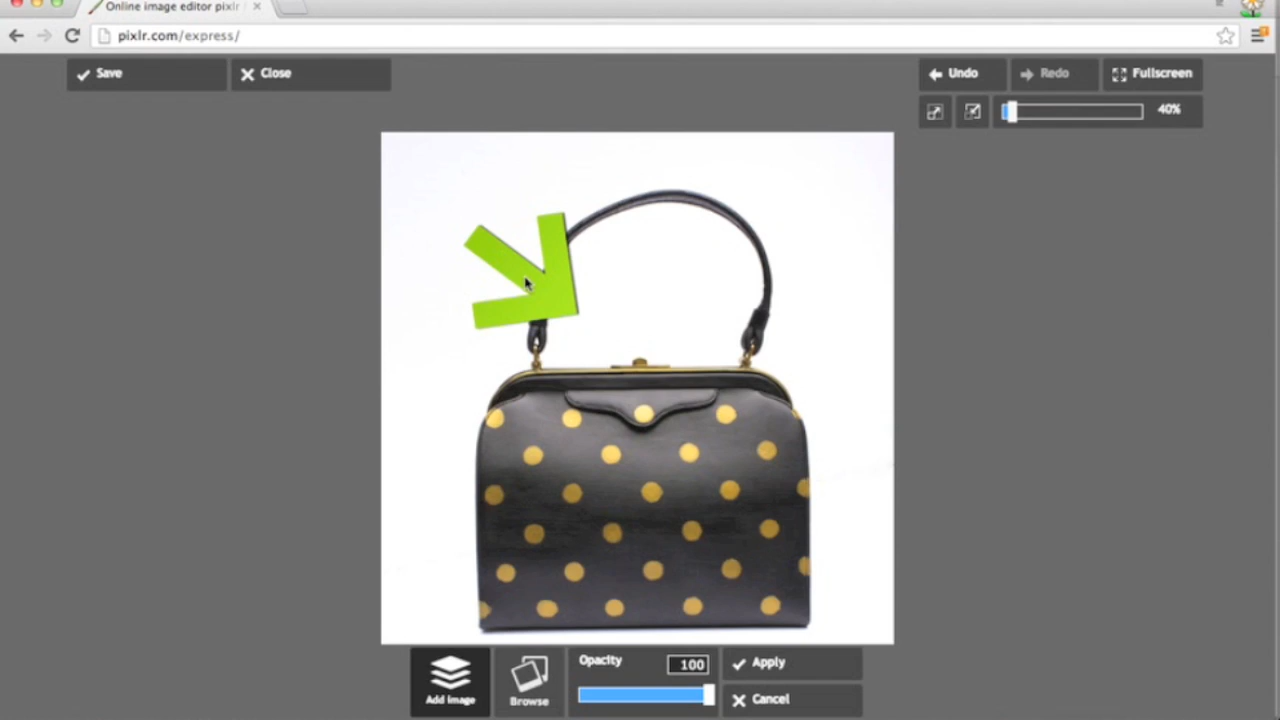 Online image editor pixlr
pixlr.com/express/
Save
Close
Undo
Redo
Fullscreen
40%
Add image
Browse
Opacity
100
Apply
Cancel